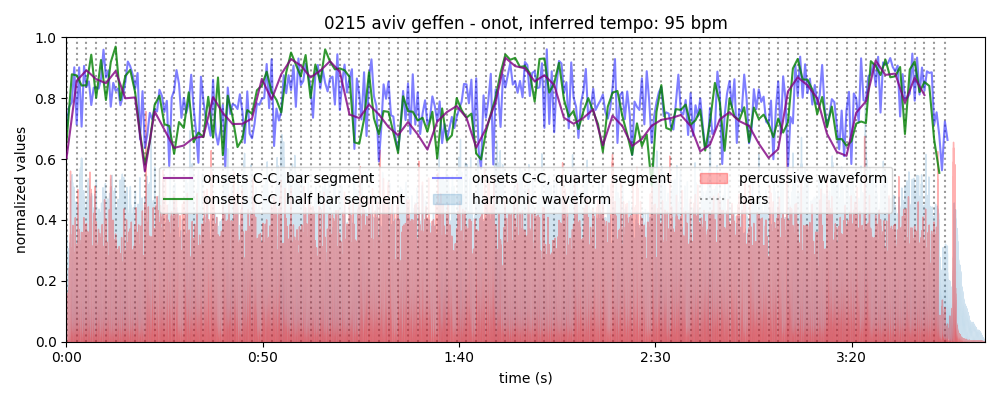 0215 aviv geffen - onot, inferred tempo: 95 bpm
1.0
0.8
0.6
0.4
0.2
0.0
normalized values
onsets C-C, bar segment
onsets C-C, half bar segment
onsets C-C, quarter segment
harmonic waveform
percussive waveform
bars
0:00 0:50 1:40 2:30 3:20
time (s)